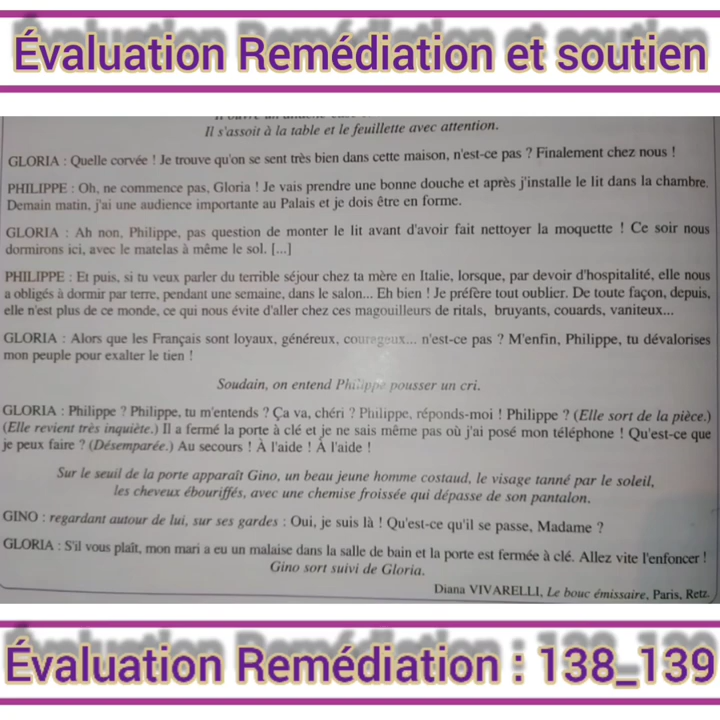 Évaluation Remédiation et soutien
Il s'assoit à la table et le feuillette avec attention.
GLORIA : Quelle corvée ! Je trouve qu'on se sent très bien dans cette maison, n'est-ce pas ? Finalement chez nous !
PHILIPPE : Oh, ne commence pas, Gloria ! Je vais prendre une bonne douche et après j'installe le lit dans la chambre.
Demain matin, j'ai une audience importante au Palais et je dois être en forme.
GLORIA : Ah non, Philippe, pas question de monter le lit avant d'avoir fait nettoyer la moquette ! Ce soir nous
dormirons ici, avec le matelas à même le sol. [...]
PHILIPPE : Et puis, si tu veux parler du terrible séjour chez ta mère en Italie, lorsque, par devoir d'hospitalité, elle nous
a obligés à dormir par terre, pendant une semaine, dans le salon... Eh bien ! Je préfère tout oublier. De toute façon, depuis,
elle n'est plus de ce monde, ce qui nous évite d'aller chez ces magouilleurs de ritals, bruyants, couards, vaniteux...
GLORIA : Alors que les Français sont loyaux, généreux, courageux... n'est-ce pas ? M'enfin, Philippe, tu dévalorises
mon peuple pour exalter le tien !
Soudain, on entend Philippe pousser un cri.
GLORIA : Philippe ? Philippe, tu m'entends ? Ça va, chéri ? Philippe, réponds-moi ! Philippe ? (Elle sort de la pièce.)
(Elle revient très inquiète.) Il a fermé la porte à clé et je ne sais même pas où j'ai posé mon téléphone ! Qu'est-ce que
je peux faire ? (Désemparée.) Au secours ! À l'aide ! À l'aide !
Sur le seuil de la porte apparaît Gino, un beau jeune homme costaud, le visage tanné par le soleil,
les cheveux ébouriffés, avec une chemise froissée qui dépasse de son pantalon.
GINO : regardant autour de lui, sur ses gardes : Oui, je suis là ! Qu'est-ce qu'il se passe, Madame ?
GLORIA : S'il vous plaît, mon mari a eu un malaise dans la salle de bain et la porte est fermée à clé. Allez vite l'enfoncer !
Gino sort suivi de Gloria.
Diana VIVARELLI, Le bouc émissaire, Paris, Retz.
Évaluation Remédiation : 138_139